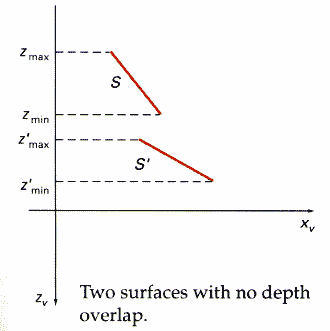 z max
S
z min
z' max
S'
z' min
x v
z v
Two surfaces with no depth
overlap.